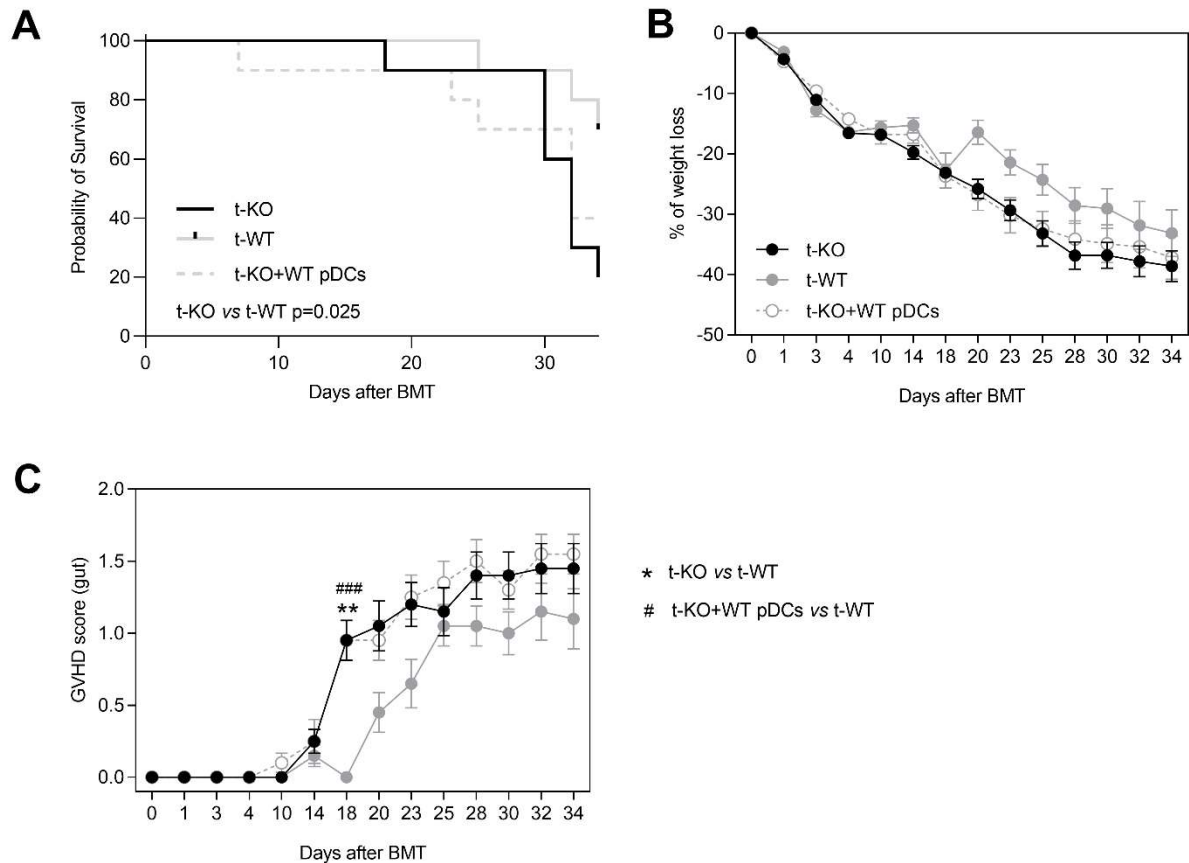 A
Probability of Survival
100
80
60
40
20
0
t-KO
t-WT
t-KO+WT pDCs
t-KO vs t-WT p=0.025
0 10 20 30
Days after BMT
B
% of weight loss
0
-10
-20
-30
-40
-50
t-KO
t-WT
t-KO+WT pDCs
0 1 3 4 10 14 18 20 23 25 28 30 32 34
Days after BMT
C
GVHD score (gut)
2.0
1.5
1.0
0.5
0.0
###
**
0 1 3 4 10 14 18 20 23 25 28 30 32 34
Days after BMT
* t-KO vs t-WT
# t-KO+WT pDCs vs t-WT